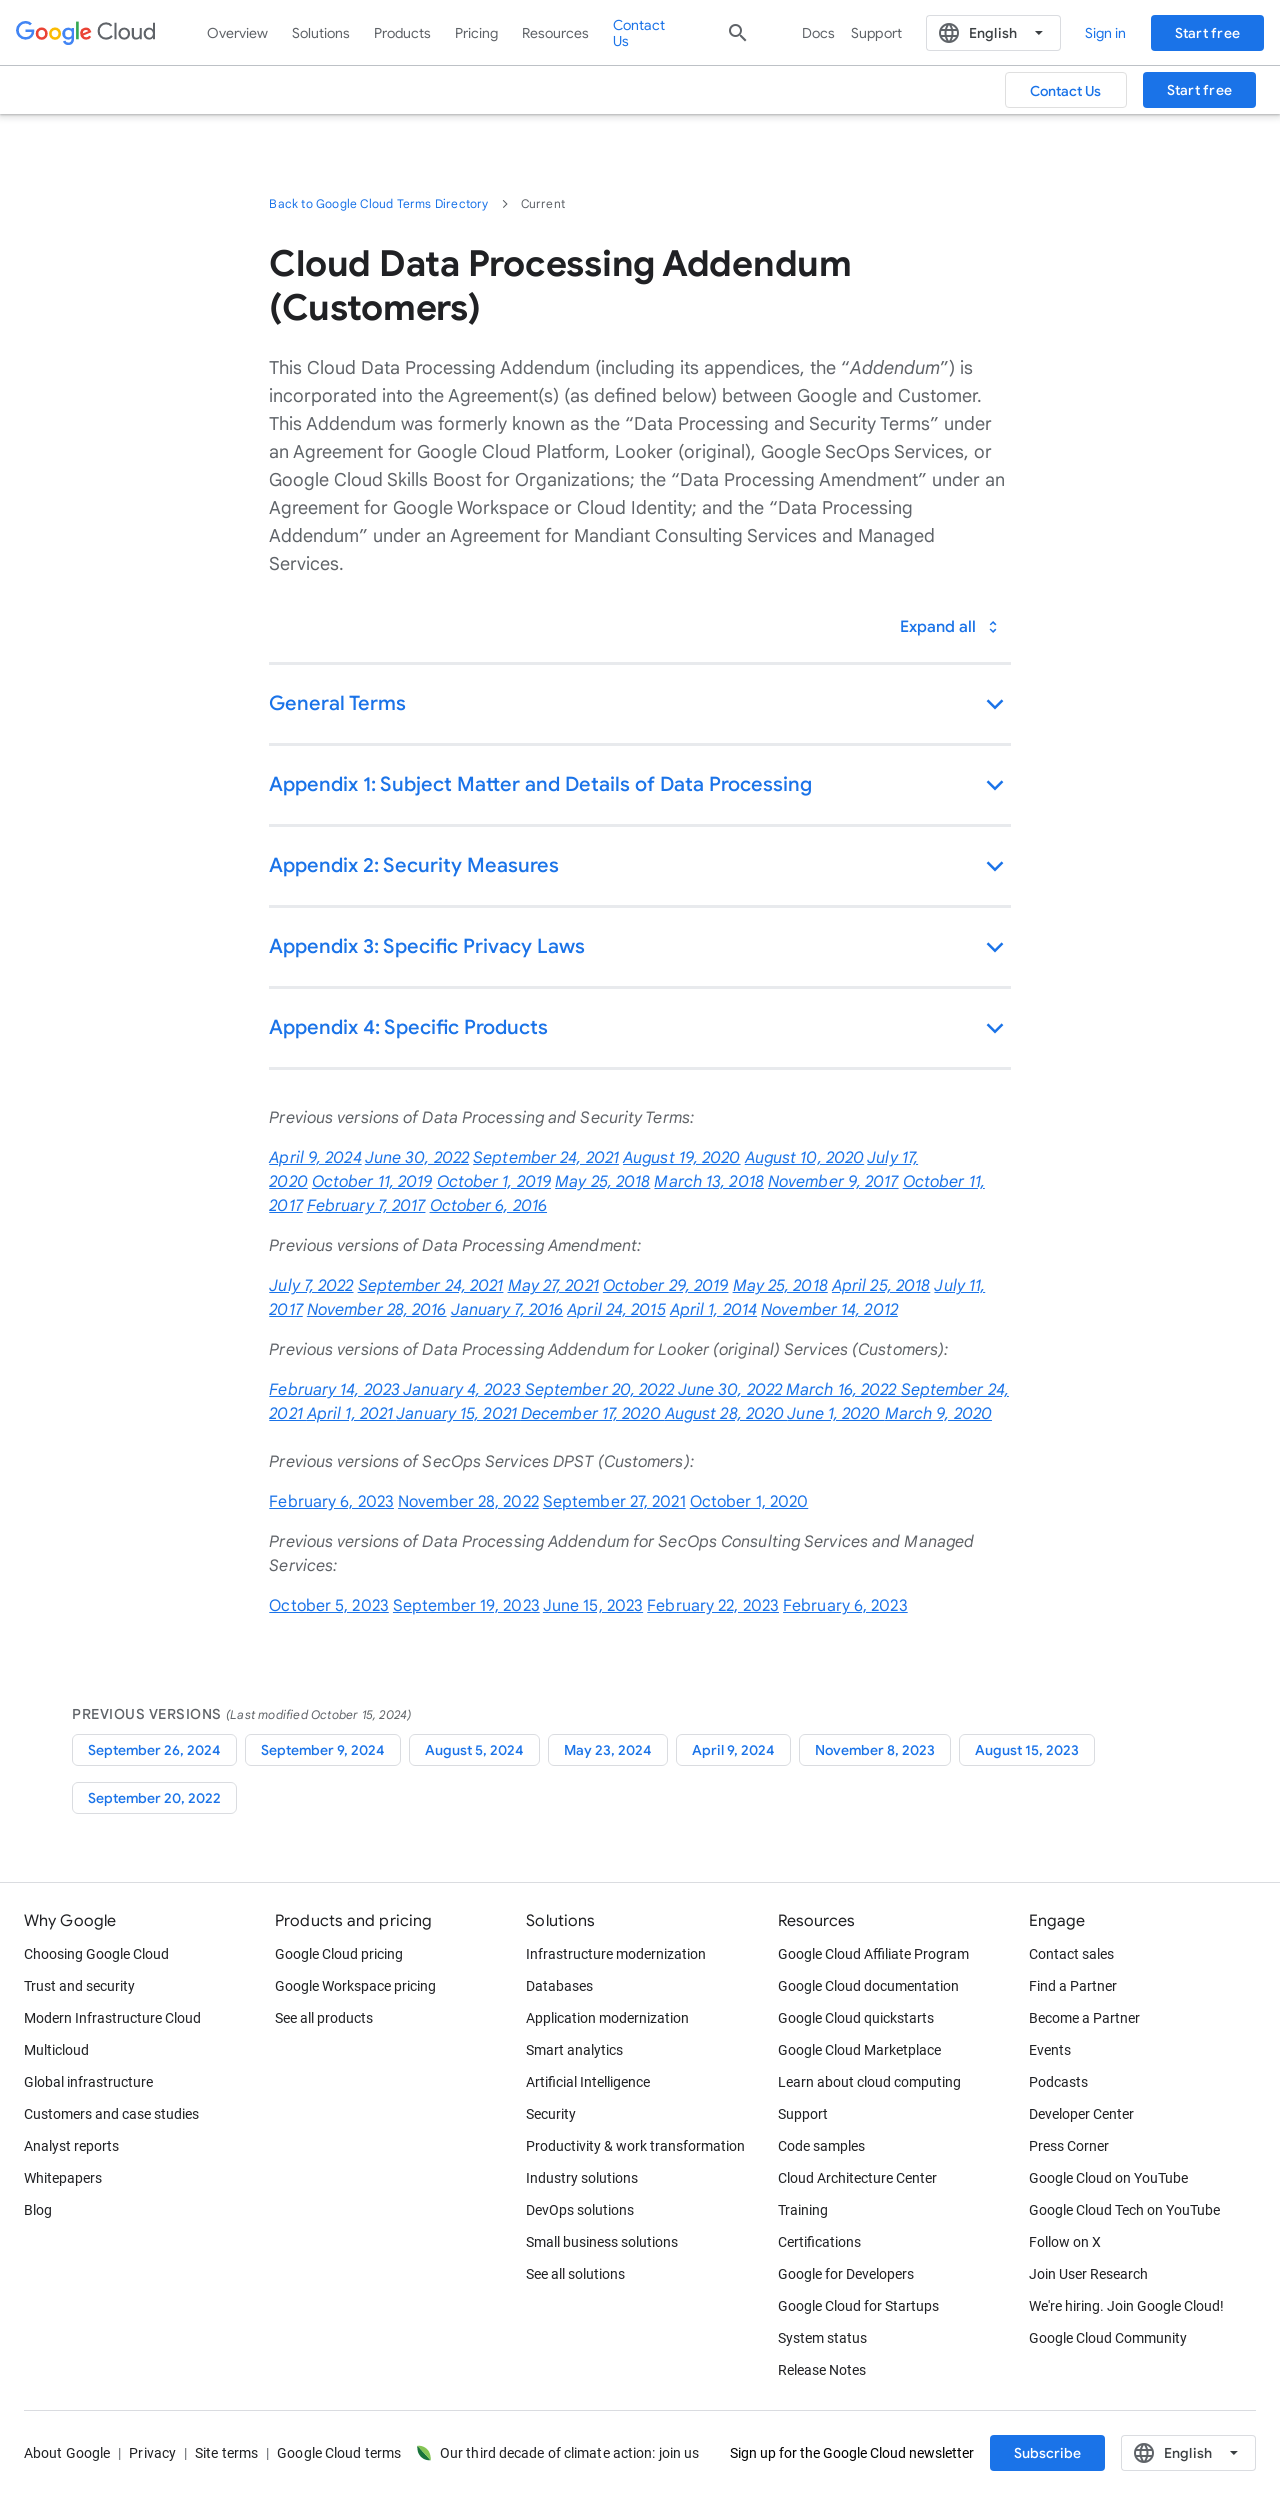 Google Cloud
Overview
Solutions
Products
Pricing
Resources
Contact
Us
Docs
Support
English
Sign in
Start free
Contact Us
Start free
Back to Google Cloud Terms Directory
Current
Cloud Data Processing Addendum
(Customers)
This Cloud Data Processing Addendum (including its appendices, the “Addendum”) is
incorporated into the Agreement(s) (as defined below) between Google and Customer.
This Addendum was formerly known as the “Data Processing and Security Terms” under
an Agreement for Google Cloud Platform, Looker (original), Google SecOps Services, or
Google Cloud Skills Boost for Organizations; the “Data Processing Amendment” under an
Agreement for Google Workspace or Cloud Identity; and the “Data Processing
Addendum” under an Agreement for Mandiant Consulting Services and Managed
Services.
Expand all
General Terms
Appendix 1: Subject Matter and Details of Data Processing
Appendix 2: Security Measures
Appendix 3: Specific Privacy Laws
Appendix 4: Specific Products
Previous versions of Data Processing and Security Terms:
April 9, 2024 June 30, 2022 September 24, 2021 August 19, 2020 August 10, 2020 July 17,
2020 October 11, 2019 October 1, 2019 May 25, 2018 March 13, 2018 November 9, 2017 October 11,
2017 February 7, 2017 October 6, 2016
Previous versions of Data Processing Amendment:
July 7, 2022 September 24, 2021 May 27, 2021 October 29, 2019 May 25, 2018 April 25, 2018 July 11,
2017 November 28, 2016 January 7, 2016 April 24, 2015 April 1, 2014 November 14, 2012
Previous versions of Data Processing Addendum for Looker (original) Services (Customers):
February 14, 2023 January 4, 2023 September 20, 2022 June 30, 2022 March 16, 2022 September 24,
2021 April 1, 2021 January 15, 2021 December 17, 2020 August 28, 2020 June 1, 2020 March 9, 2020
Previous versions of SecOps Services DPST (Customers):
February 6, 2023 November 28, 2022 September 27, 2021 October 1, 2020
Previous versions of Data Processing Addendum for SecOps Consulting Services and Managed
Services:
October 5, 2023 September 19, 2023 June 15, 2023 February 22, 2023 February 6, 2023
PREVIOUS VERSIONS (Last modified October 15, 2024)
September 26, 2024
September 9, 2024
August 5, 2024
May 23, 2024
April 9, 2024
November 8, 2023
August 15, 2023
September 20, 2022
Why Google
Choosing Google Cloud
Trust and security
Modern Infrastructure Cloud
Multicloud
Global infrastructure
Customers and case studies
Analyst reports
Whitepapers
Blog
Products and pricing
Google Cloud pricing
Google Workspace pricing
See all products
Solutions
Infrastructure modernization
Databases
Application modernization
Smart analytics
Artificial Intelligence
Security
Productivity & work transformation
Industry solutions
DevOps solutions
Small business solutions
See all solutions
Resources
Google Cloud Affiliate Program
Google Cloud documentation
Google Cloud quickstarts
Google Cloud Marketplace
Learn about cloud computing
Support
Code samples
Cloud Architecture Center
Training
Certifications
Google for Developers
Google Cloud for Startups
System status
Release Notes
Engage
Contact sales
Find a Partner
Become a Partner
Events
Podcasts
Developer Center
Press Corner
Google Cloud on YouTube
Google Cloud Tech on YouTube
Follow on X
Join User Research
We're hiring. Join Google Cloud!
Google Cloud Community
About Google | Privacy | Site terms | Google Cloud terms
Our third decade of climate action: join us
Sign up for the Google Cloud newsletter
Subscribe
English